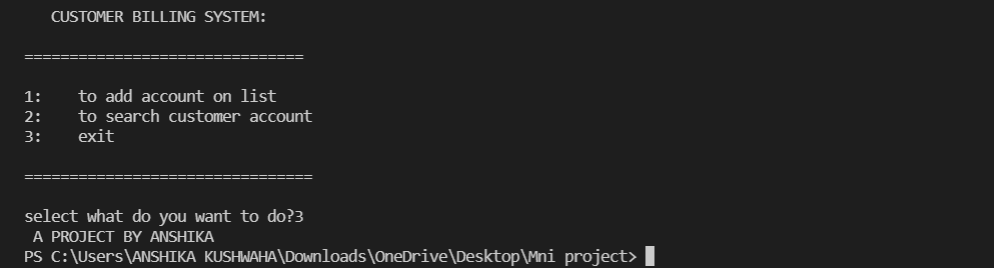 CUSTOMER BILLING SYSTEM:
===============================
1:    to add account on list
2:    to search customer account
3:    exit
================================
select what do you want to do?3
 A PROJECT BY ANSHIKA
PS C:\Users\ANSHIKA KUSHWAHA\Downloads\OneDrive\Desktop\Mni project>